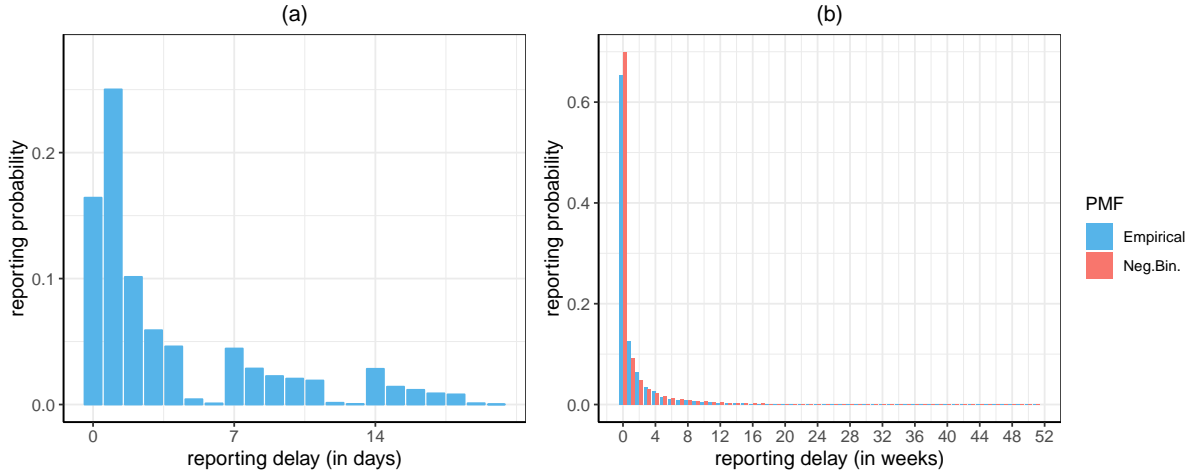 (a)
reporting probability
0.2
0.1
0.0
0 7 14
reporting delay (in days)
(b)
reporting probability
0.6
0.4
0.2
0.0
0 4 8 12 16 20 24 28 32 36 40 44 48 52
reporting delay (in weeks)
PMF
Empirical
Neg.Bin.